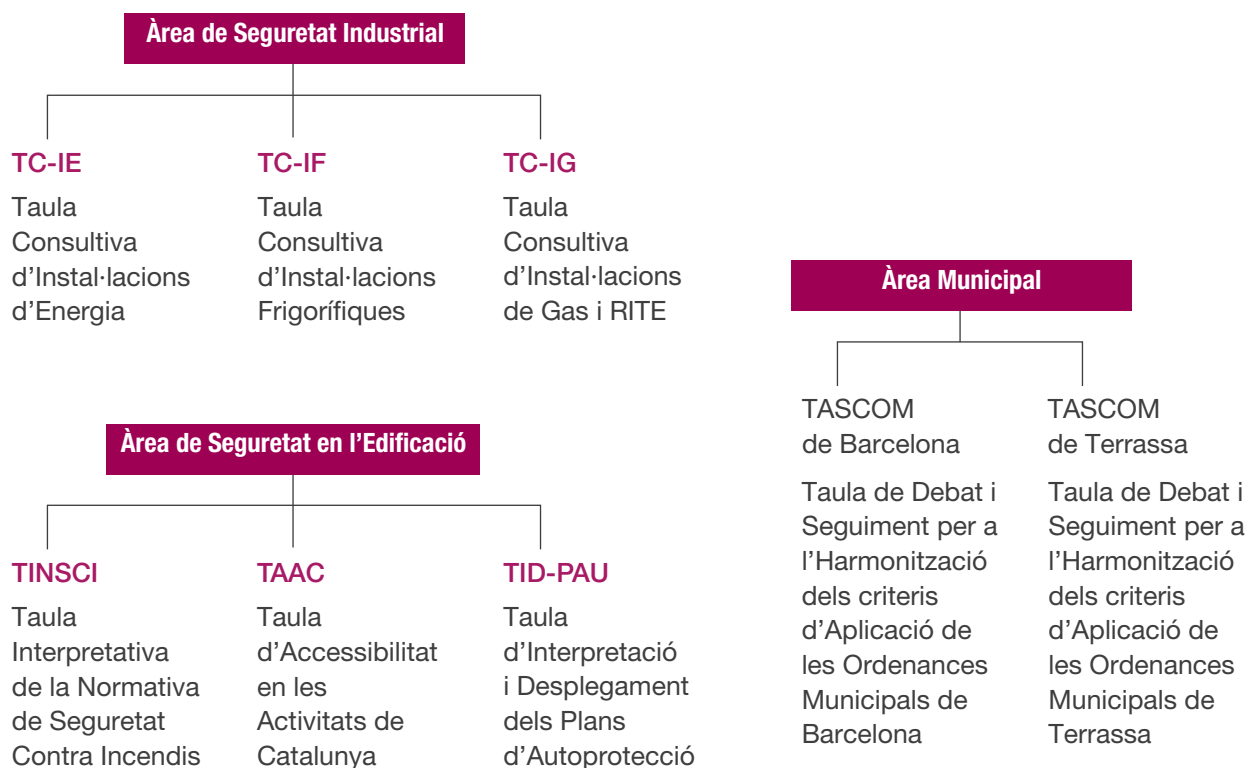 Àrea de Seguretat Industrial
TC-IE
Taula
Consultiva
d’Instal·lacions
d’Energia
TC-IF
Taula
Consultiva
d’Instal·lacions
Frigorífiques
TC-IG
Taula
Consultiva
d’Instal·lacions
de Gas i RITE
Àrea de Seguretat en l’Edificació
TINSCI
Taula
Interpretativa
de la Normativa
de Seguretat
Contra Incendis
TAAC
Taula
d’Accessibilitat
en les
Activitats de
Catalunya
TID-PAU
Taula
d’Interpretació
i Desplegament
dels Plans
d’Autoprotecció
Àrea Municipal
TASCOM
de Barcelona
Taula de Debat i
Seguiment per a
l’Harmonització
dels criteris
d’Aplicació de
les Ordenances
Municipals de
Barcelona
TASCOM
de Terrassa
Taula de Debat i
Seguiment per a
l’Harmonització
dels criteris
d’Aplicació de
les Ordenances
Municipals de
Terrassa